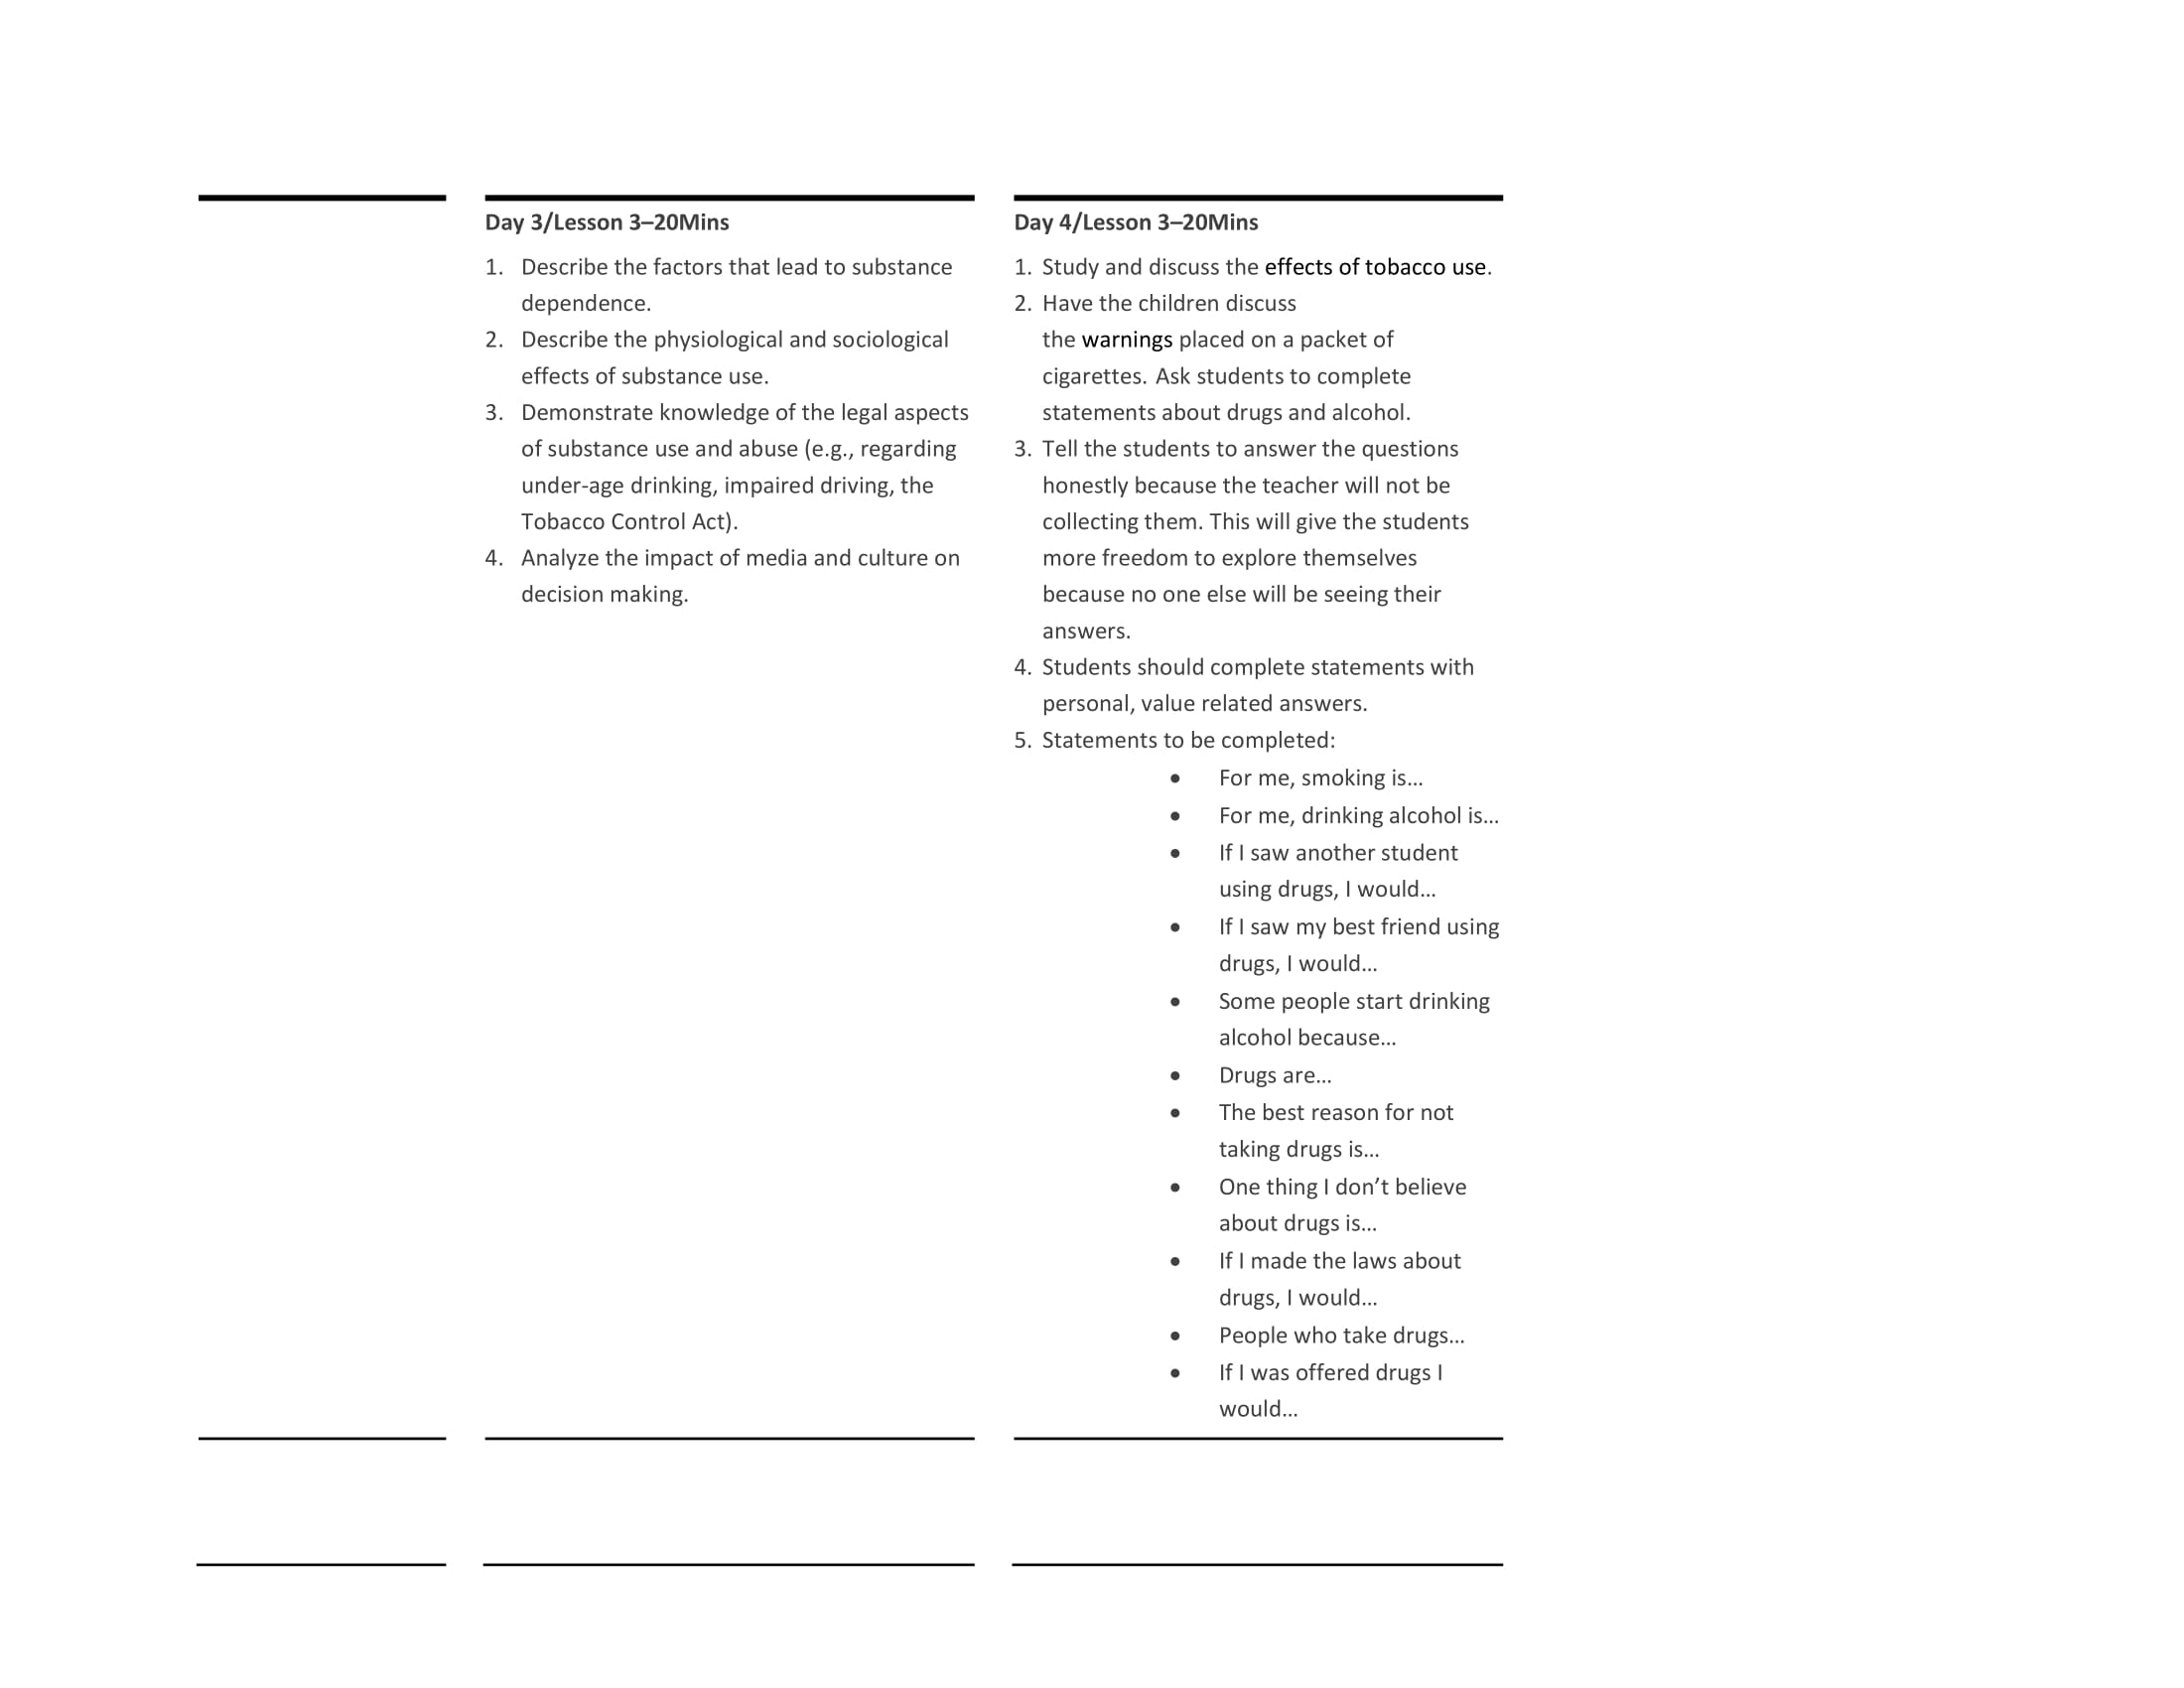 Day 3/Lesson 3–20Mins
1. Describe the factors that lead to substance
dependence.
2. Describe the physiological and sociological
effects of substance use.
3. Demonstrate knowledge of the legal aspects
of substance use and abuse (e.g., regarding
under-age drinking, impaired driving, the
Tobacco Control Act).
4. Analyze the impact of media and culture on
decision making.
Day 4/Lesson 3–20Mins
1. Study and discuss the effects of tobacco use.
2. Have the children discuss
the warnings placed on a packet of
cigarettes. Ask students to complete
statements about drugs and alcohol.
3. Tell the students to answer the questions
honestly because the teacher will not be
collecting them. This will give the students
more freedom to explore themselves
because no one else will be seeing their
answers.
4. Students should complete statements with
personal, value related answers.
5. Statements to be completed:
• For me, smoking is…
• For me, drinking alcohol is…
• If I saw another student
using drugs, I would…
• If I saw my best friend using
drugs, I would…
• Some people start drinking
alcohol because…
• Drugs are…
• The best reason for not
taking drugs is…
• One thing I don’t believe
about drugs is…
• If I made the laws about
drugs, I would…
• People who take drugs…
• If I was offered drugs I
would…